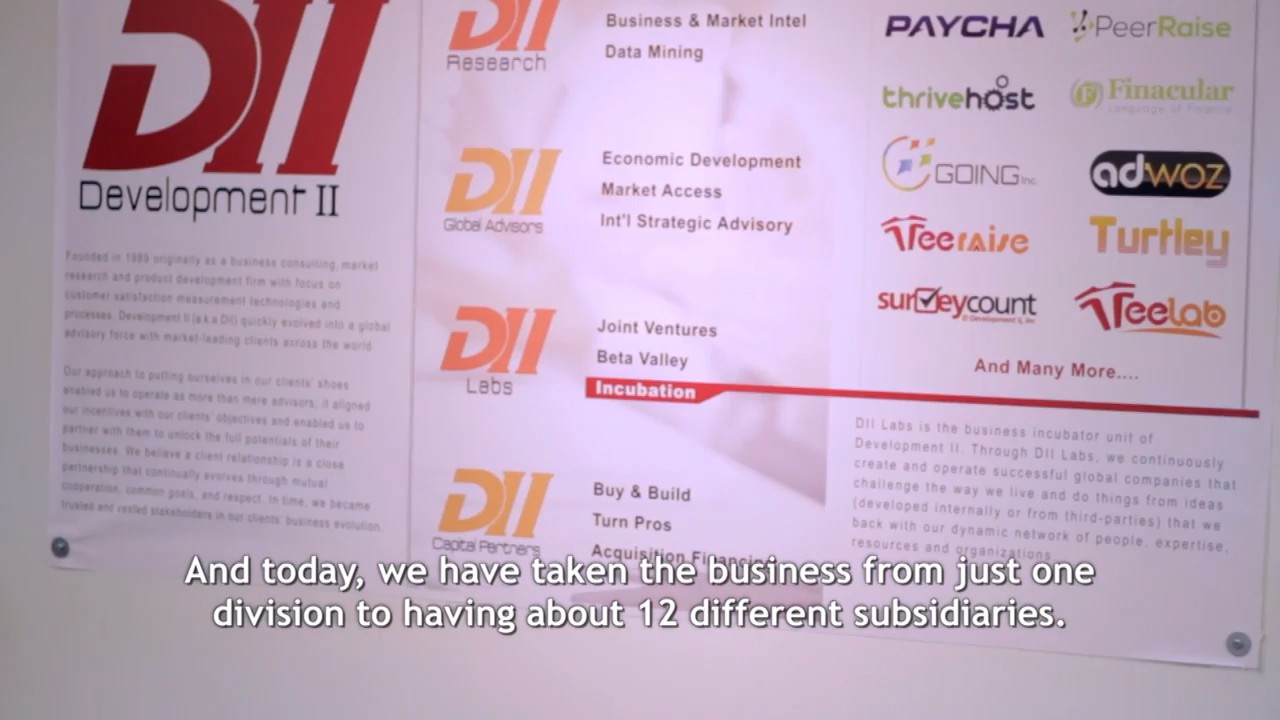 DII
Development II
Founded in 1989 originally as a business consulting, market
research and product development firm with focus on
customer satisfaction measurement technologies and
processes. Development II (a.k.a DII) quickly evolved into a global
advisory force with market-leading clients across the world.
Our approach to putting ourselves in our clients' shoes
enabled us to operate as more than mere advisors; it aligned
our incentives with our clients' objectives and enabled us to
partner with them to unlock the full potentials of their
businesses. We believe a client relationship is a close
partnership that continually evolves through mutual
cooperation, common goals, and respect. In time, we became
trusted and vested stakeholders in our clients' business evolution
DII
Research
Business & Market Intel
Data Mining
DII
Global Advisors
Economic Development
Market Access
Int'l Strategic Advisory
DII
Labs
Joint Ventures
Beta Valley
Incubation
DII
Capital Partners
Buy & Build
Turn Pros
Acquisition Financing
PAYCHA
PeerRaise
thrivehost
Finacular
Language of Finance
GOING Inc.
adwoz
Teeraise
Turtley
surveycount
Teelab
And Many More....
DII Labs is the business incubator unit of
Development II. Through DII Labs, we continuously
create and operate successful global companies that
challenge the way we live and do things from ideas
(developed internally or from third-parties) that we
back with our dynamic network of people, expertise,
resources and organizations
And today, we have taken the business from just one
division to having about 12 different subsidiaries.